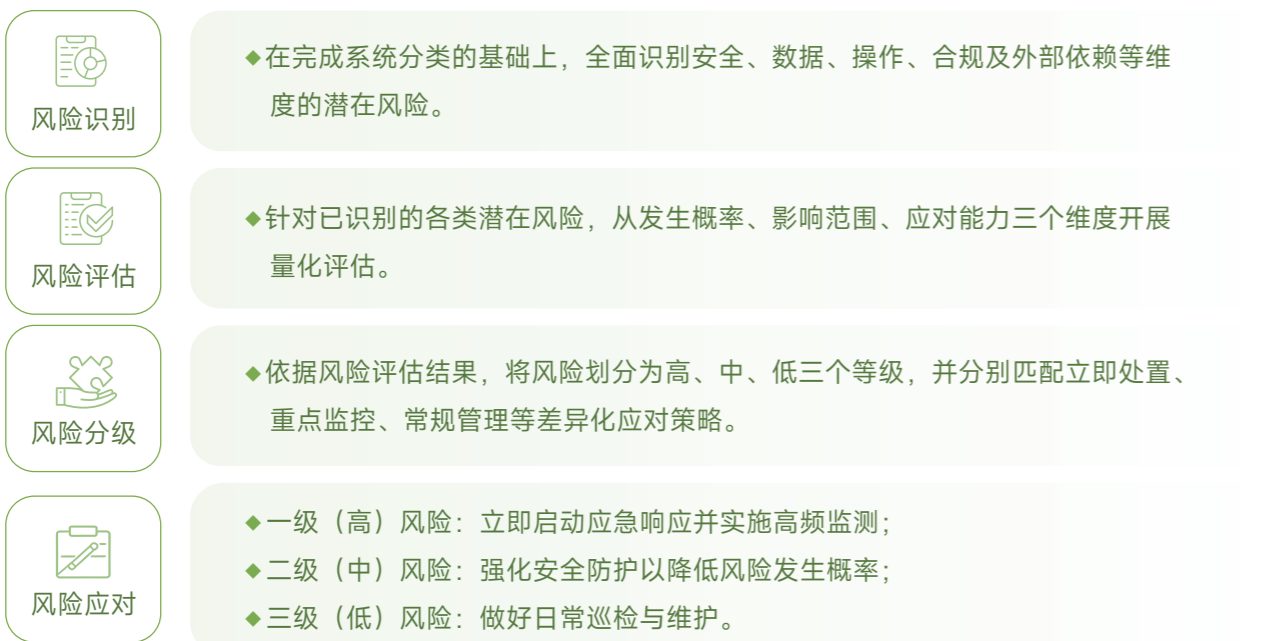 风险识别
◆在完成系统分类的基础上，全面识别安全、数据、操作、合规及外部依赖等维
度的潜在风险。
风险评估
◆针对已识别的各类潜在风险，从发生概率、影响范围、应对能力三个维度开展
量化评估。
风险分级
◆依据风险评估结果，将风险划分为高、中、低三个等级，并分别匹配立即处置、
重点监控、常规管理等差异化应对策略。
风险应对
◆一级（高）风险：立即启动应急响应并实施高频监测；
◆二级（中）风险：强化安全防护以降低风险发生概率；
◆三级（低）风险：做好日常巡检与维护。